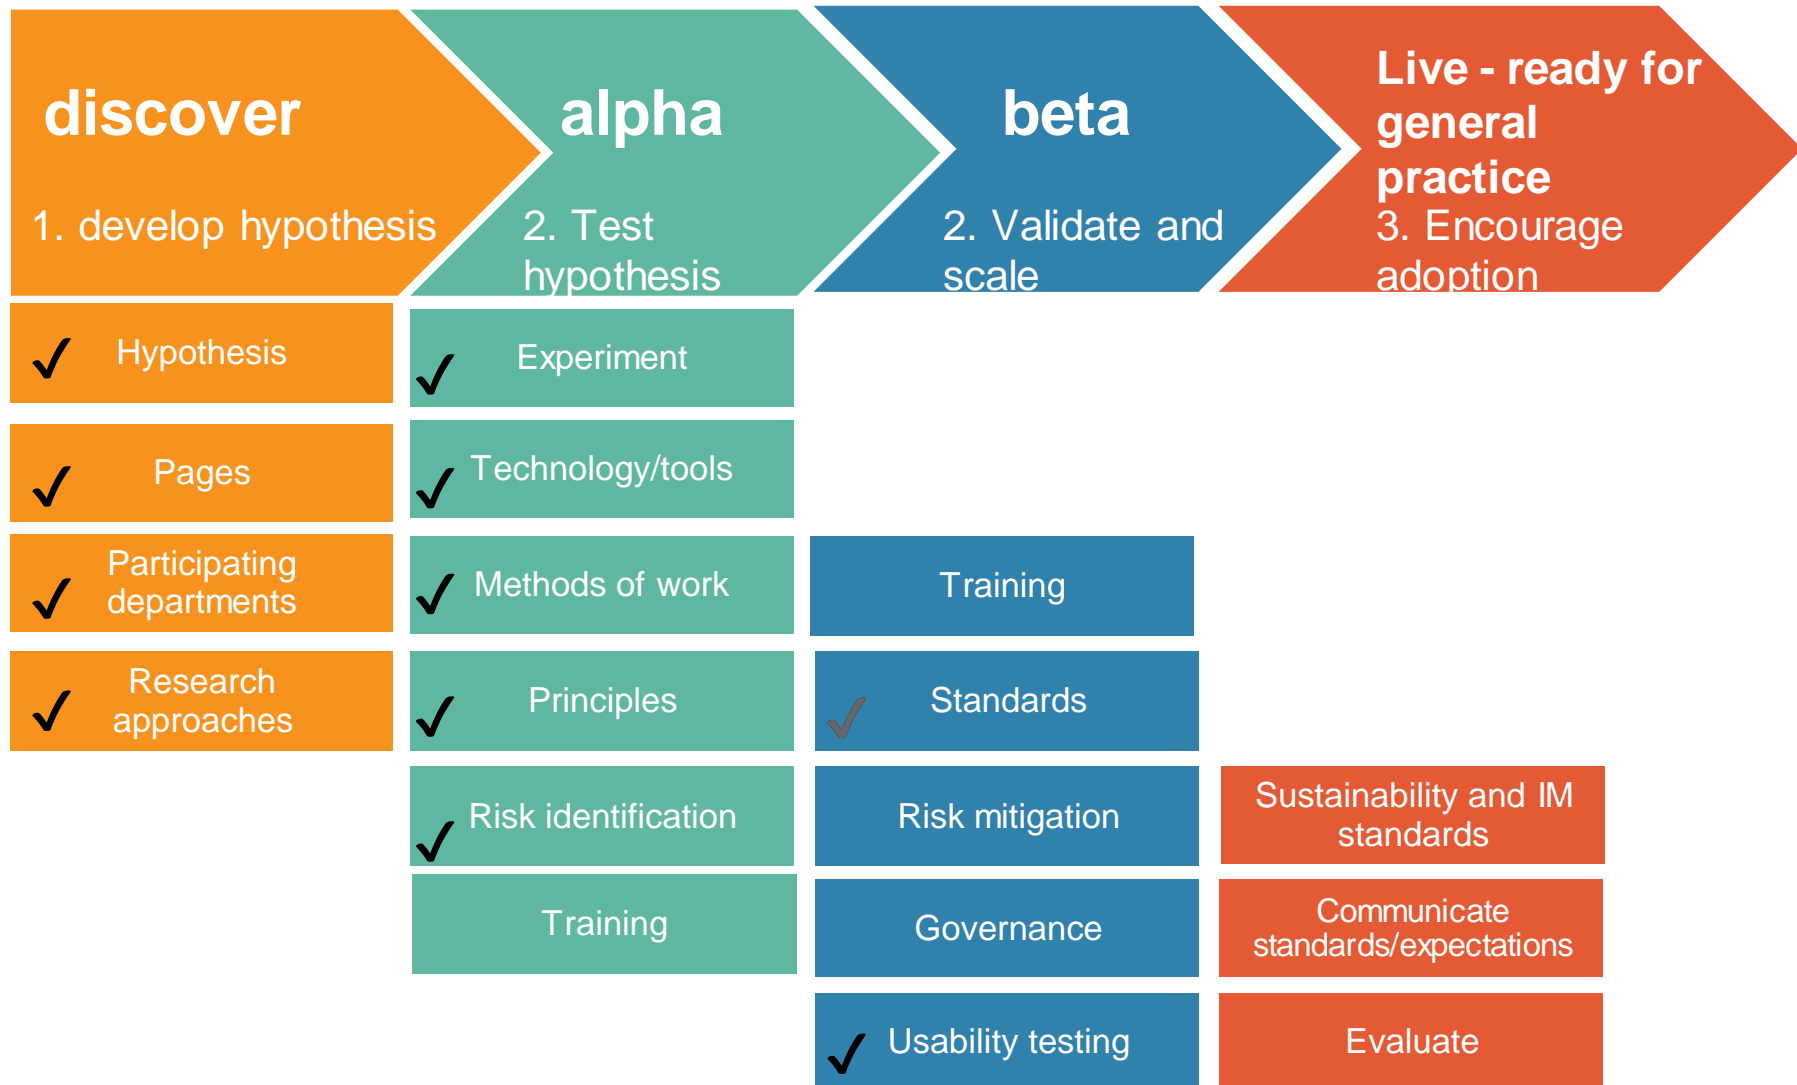 discover
1. develop hypothesis
alpha
2. Test
hypothesis
beta
2. Validate and
scale
Live - ready for
general
practice
3. Encourage
adoption
Hypothesis
Pages
Participating
departments
Research
approaches
Experiment
Technology/tools
Methods of work
Principles
Risk identification
Training
Training
Standards
Risk mitigation
Governance
Usability testing
Sustainability and IM
standards
Communicate
standards/expectations
Evaluate